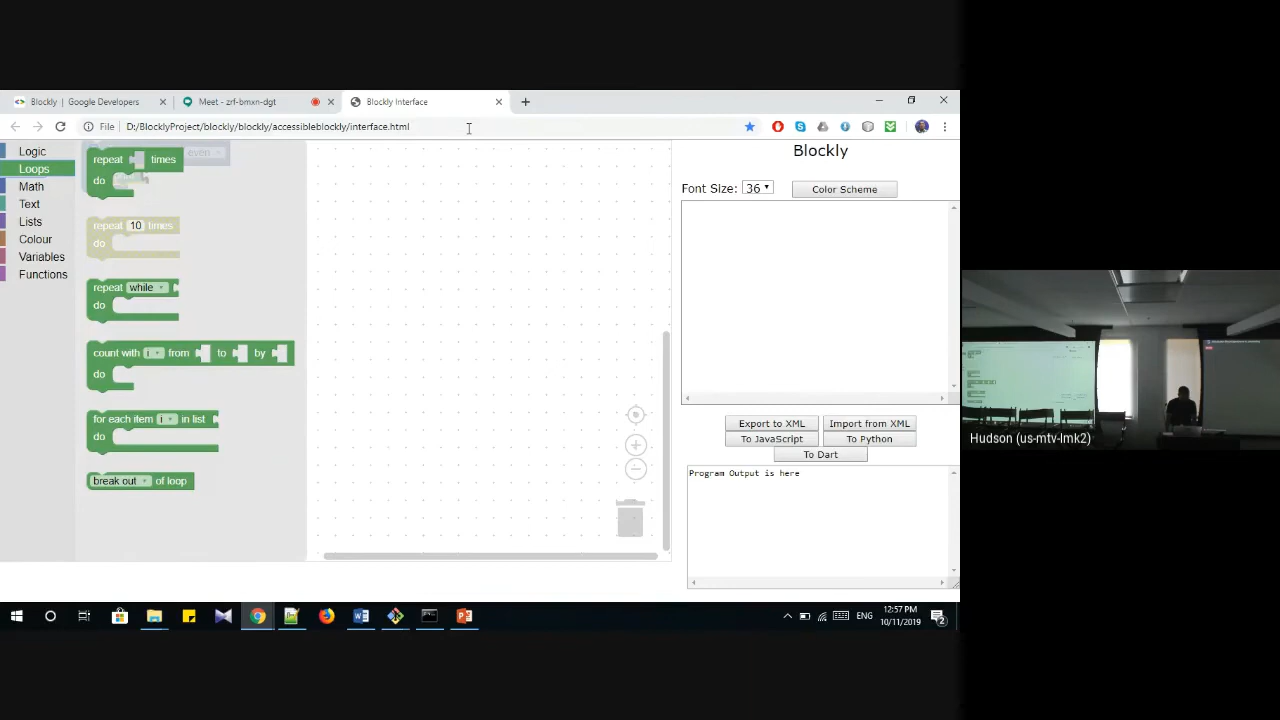 Blockly | Google Developers
Meet - zrf-bmxn-dgt
Blockly Interface
File D:/BlocklyProject/blockly/blockly/accessibleblockly/interface.html
Logic
Loops
Math
Text
Lists
Colour
Variables
Functions
even
repeat times
do
repeat 10 times
do
repeat while
do
count with i from to by
do
for each item i in list
do
break out of loop
Blockly
Font Size: 36 Color Scheme
Export to XML Import from XML
To JavaScript To Python
To Dart
Program Output is here
Hudson (us-mtv-lmk2)
ENG
12:57 PM
10/11/2019
2